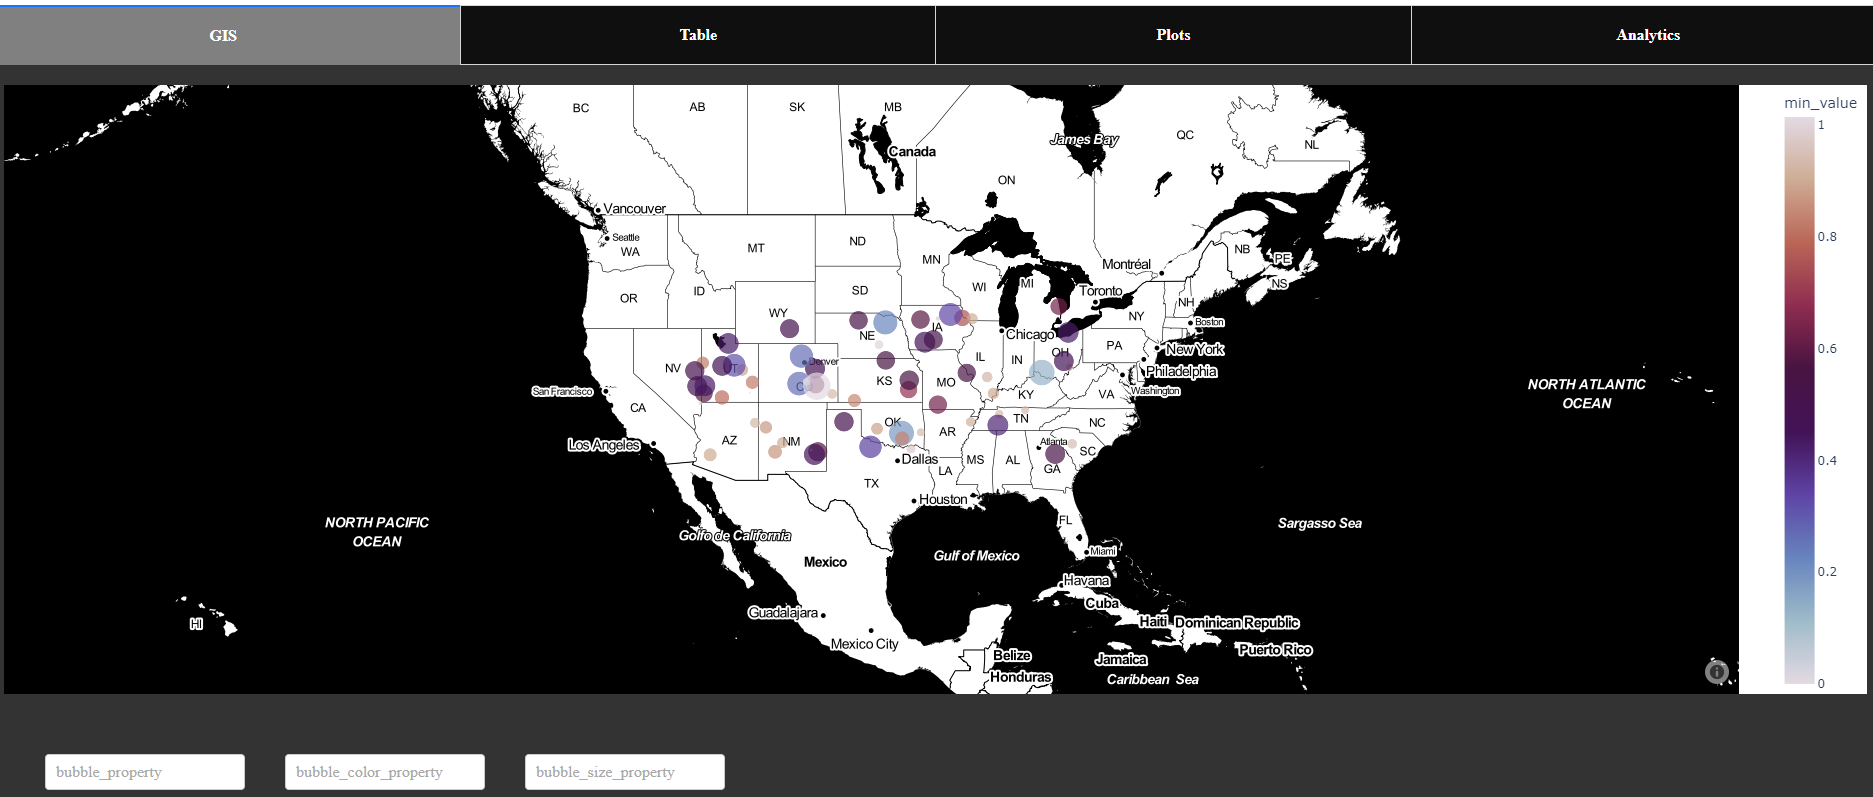 GIS
Table
Plots
Analytics
min_value
1
0.8
0.6
0.4
0.2
0
BC
AB
SK
MB
Canada
James Bay
QC
NL
ON
Vancouver
Seattle
WA
MT
ND
MN
Montréal
NB
PE
NS
OR
ID
SD
WI
MI
Toronto
NH
WY
NE
IA
Chicago
NY
Boston
NV
Denver
KS
MO
IL
IN
OH
PA
New York
Philadelphia
Washington
San Francisco
CA
KY
VA
AZ
NM
OK
AR
TN
NC
Los Angeles
Dallas
MS
AL
Atlanta
GA
SC
LA
TX
Houston
FL
Miami
NORTH PACIFIC
OCEAN
NORTH ATLANTIC
OCEAN
Sargasso Sea
Golfo de California
Mexico
Gulf of Mexico
Havana
Cuba
Haiti
Dominican Republic
Guadalajara
Mexico City
HI
Belize
Honduras
Jamaica
Puerto Rico
Caribbean Sea
bubble_property
bubble_color_property
bubble_size_property